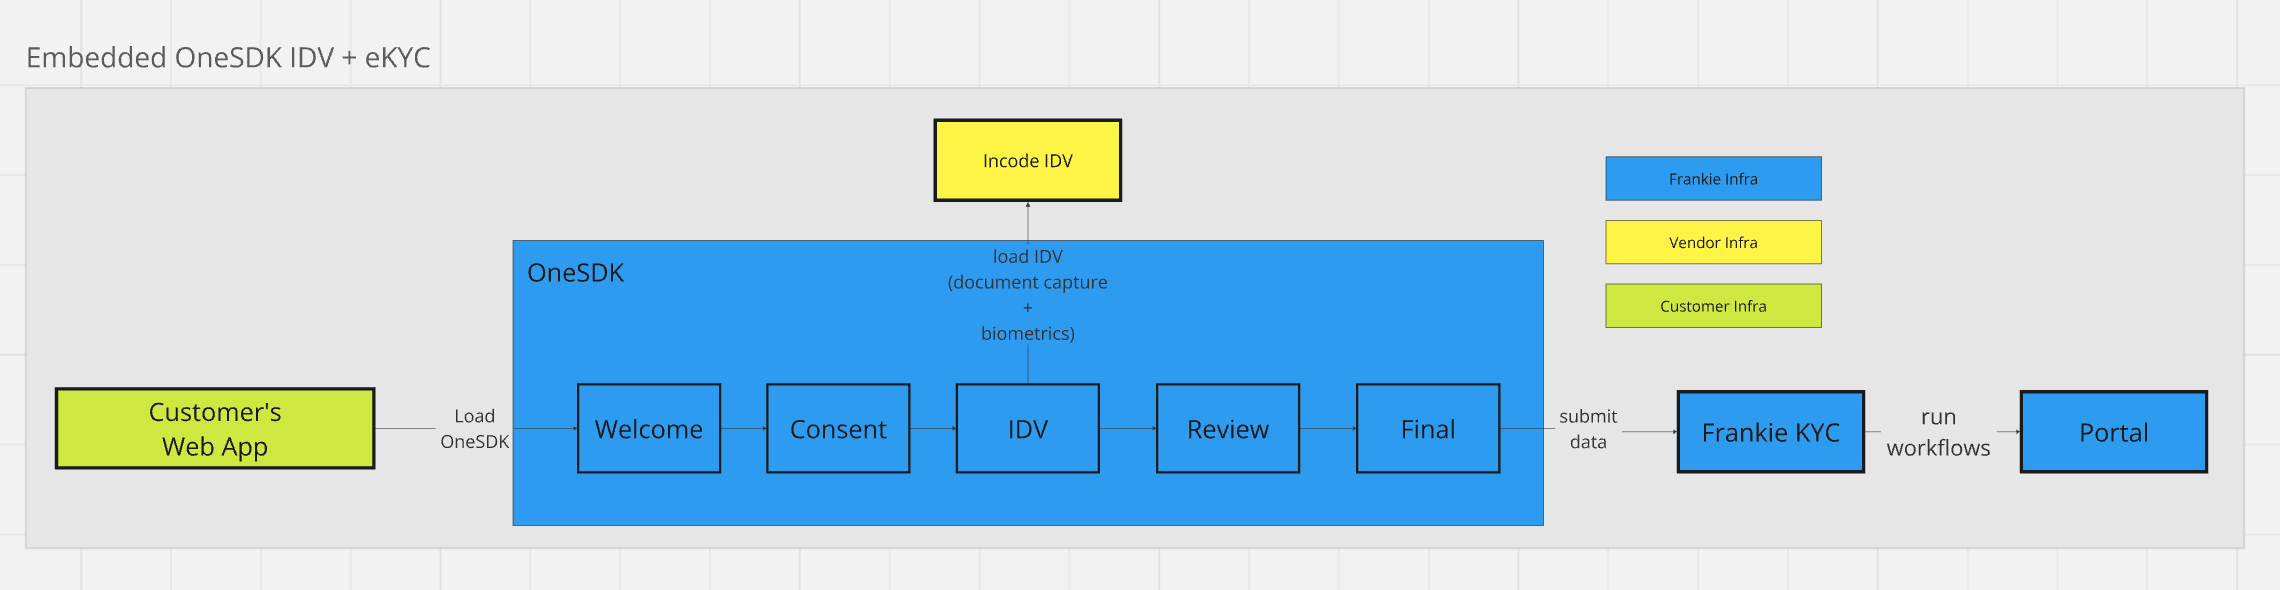 Embedded OneSDK IDV + eKYC
Incode IDV
Frankie Infra
Vendor Infra
Customer Infra
OneSDK
load IDV
(document capture
+
biometrics)
Customer's
Web App
Load
OneSDK
Welcome
Consent
IDV
Review
Final
submit
data
Frankie KYC
run
workflows
Portal